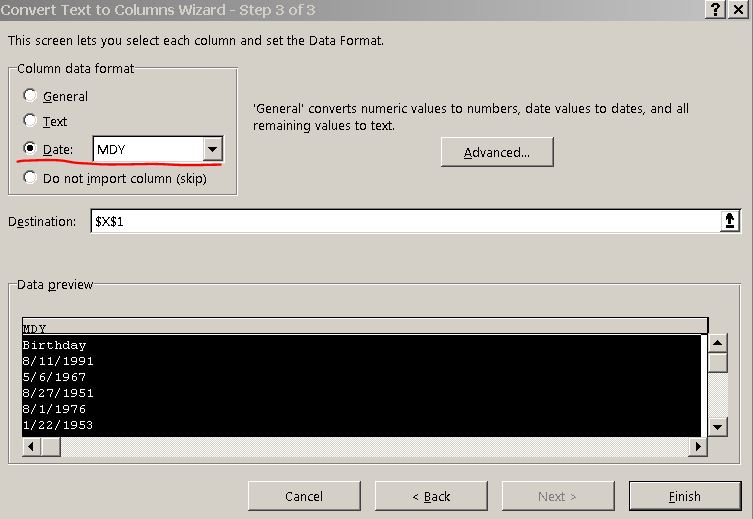 Convert Text to Columns Wizard - Step 3 of 3
This screen lets you select each column and set the Data Format.
Column data format
General
Text
Date: MDY
Do not import column (skip)
'General' converts numeric values to numbers, date values to dates, and all
remaining values to text.
Advanced...
Destination: $X$1
Data preview
MDY
Birthday
8/11/1991
5/6/1967
8/27/1951
8/1/1976
1/22/1953
Cancel < Back Next > Finish